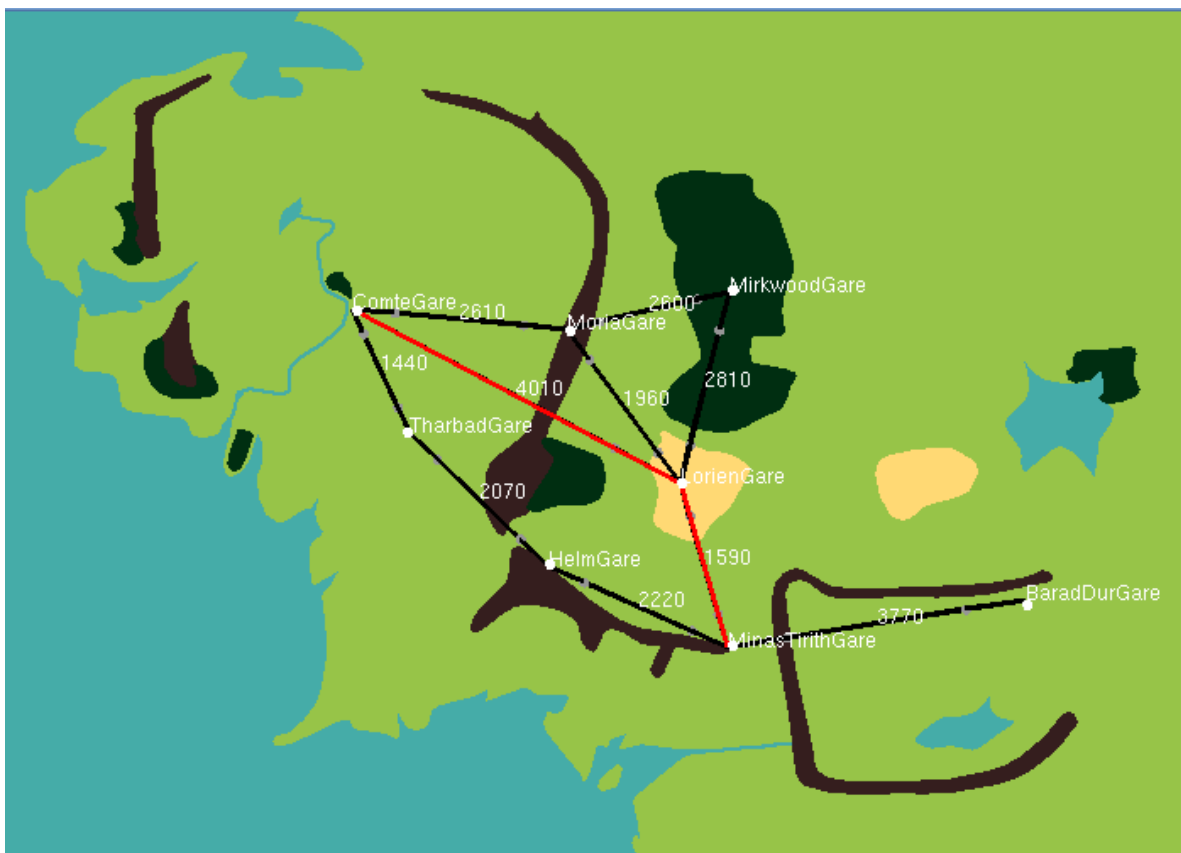 MirkwoodGare
ComteGare
2610
2600
MoriaGare
1440
4010
1960
2810
TharbadGare
LorienGare
2070
HelmGare
1590
2220
BaradDurGare
3770
MinasTirithGare